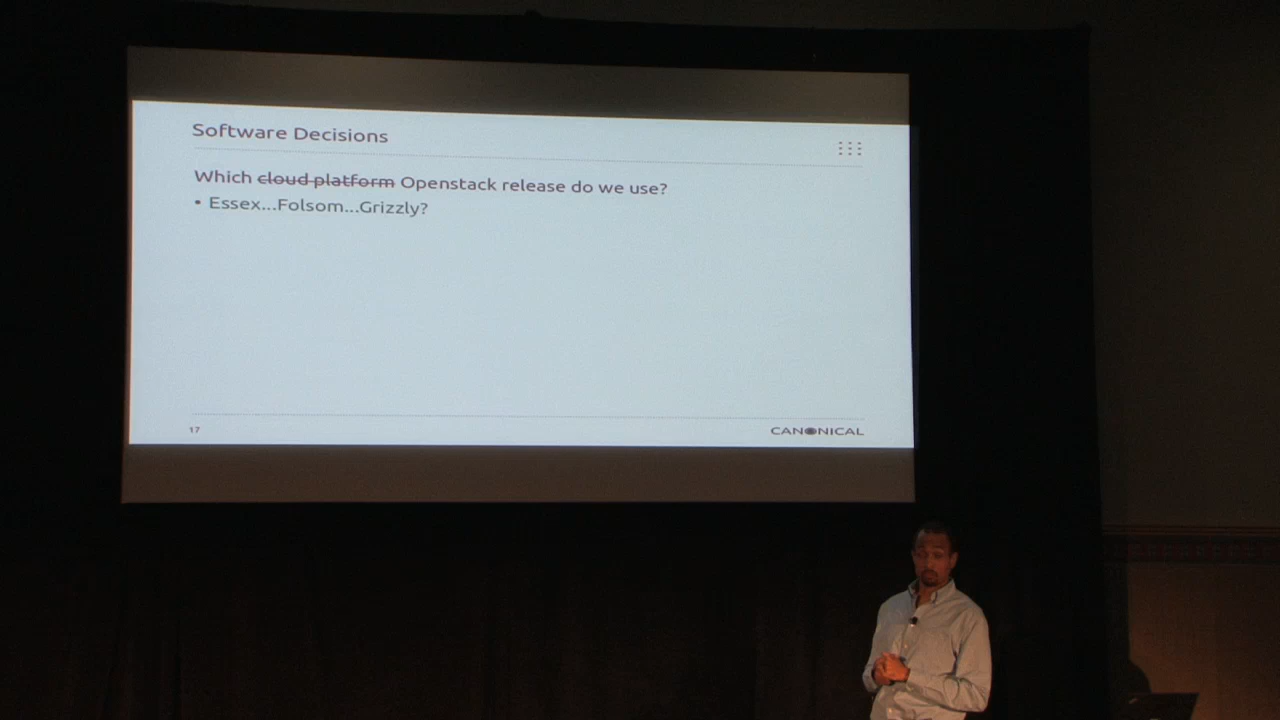 Software Decisions
Which cloud platform Openstack release do we use?
• Essex...Folsom...Grizzly?
17
CANONICAL